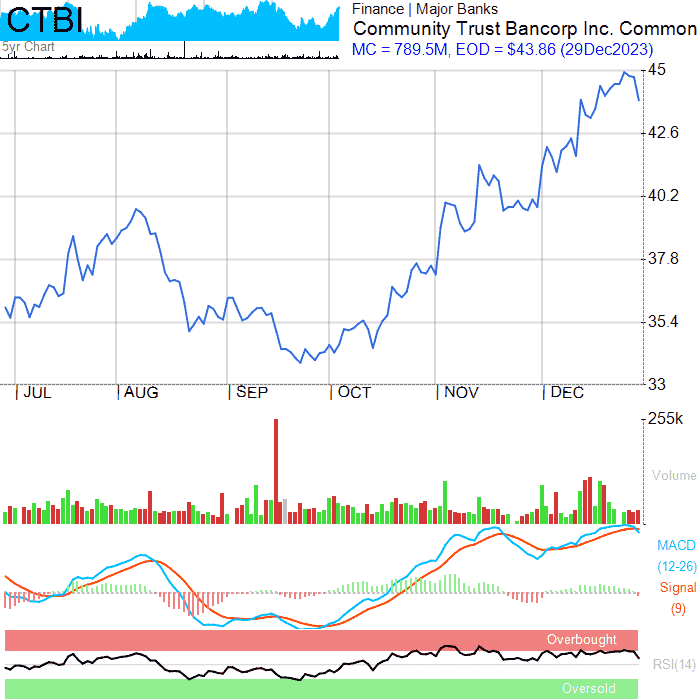 CTBI
5yr Chart
Finance | Major Banks
Community Trust Bancorp Inc. Common
MC = 789.5M, EOD = $43.86 (29Dec2023)
45
42.6
40.2
37.8
35.4
33
| JUL | AUG | SEP | OCT | NOV | DEC
255k
Volume
MACD
(12-26)
Signal
(9)
Overbought
RSI(14)
Oversold